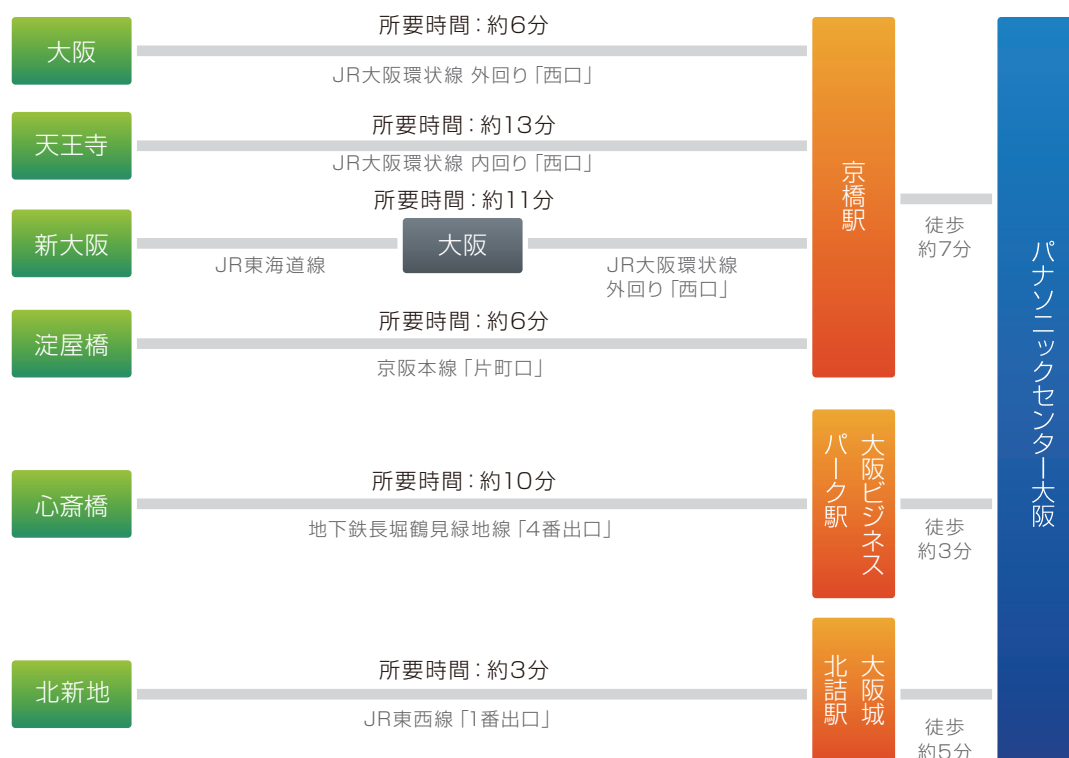 大阪
所要時間：約6分
JR大阪環状線 外回り「西口」
天王寺
所要時間：約13分
JR大阪環状線 内回り「西口」
新大阪
所要時間：約11分
JR東海道線
大阪
JR大阪環状線
外回り「西口」
淀屋橋
所要時間：約6分
京阪本線「片町口」
京橋駅
徒歩
約7分
心斎橋
所要時間：約10分
地下鉄長堀鶴見緑地線「4番出口」
大阪ビジネス
パーク駅
徒歩
約3分
北新地
所要時間：約3分
JR東西線「1番出口」
大阪城
北詰駅
徒歩
約5分
パナソニックセンター大阪